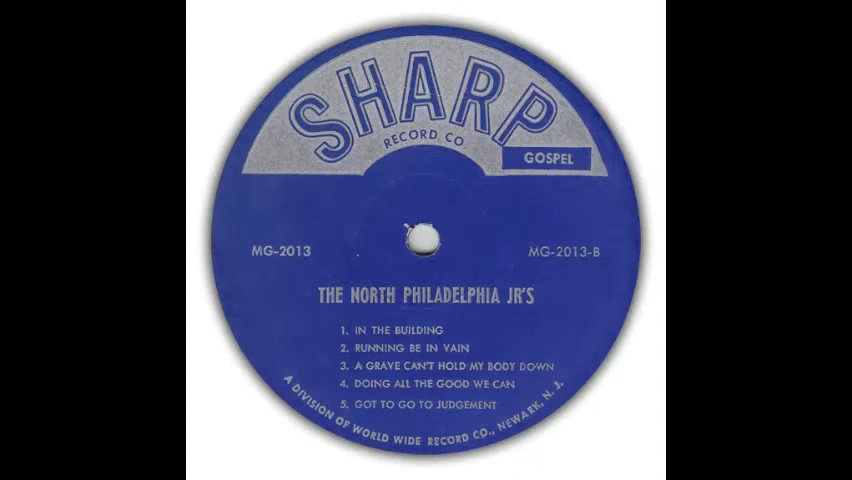 SHARP
RECORD CO.
GOSPEL
MG-2013
MG-2013-B
THE NORTH PHILADELPHIA JR'S
1. IN THE BUILDING
2. RUNNING BE IN VAIN
3. A GRAVE CAN'T HOLD MY BODY DOWN
4. DOING ALL THE GOOD WE CAN
5. GOT TO GO TO JUDGEMENT
A DIVISION OF WORLD WIDE RECORD CO., NEWARK, N. J.